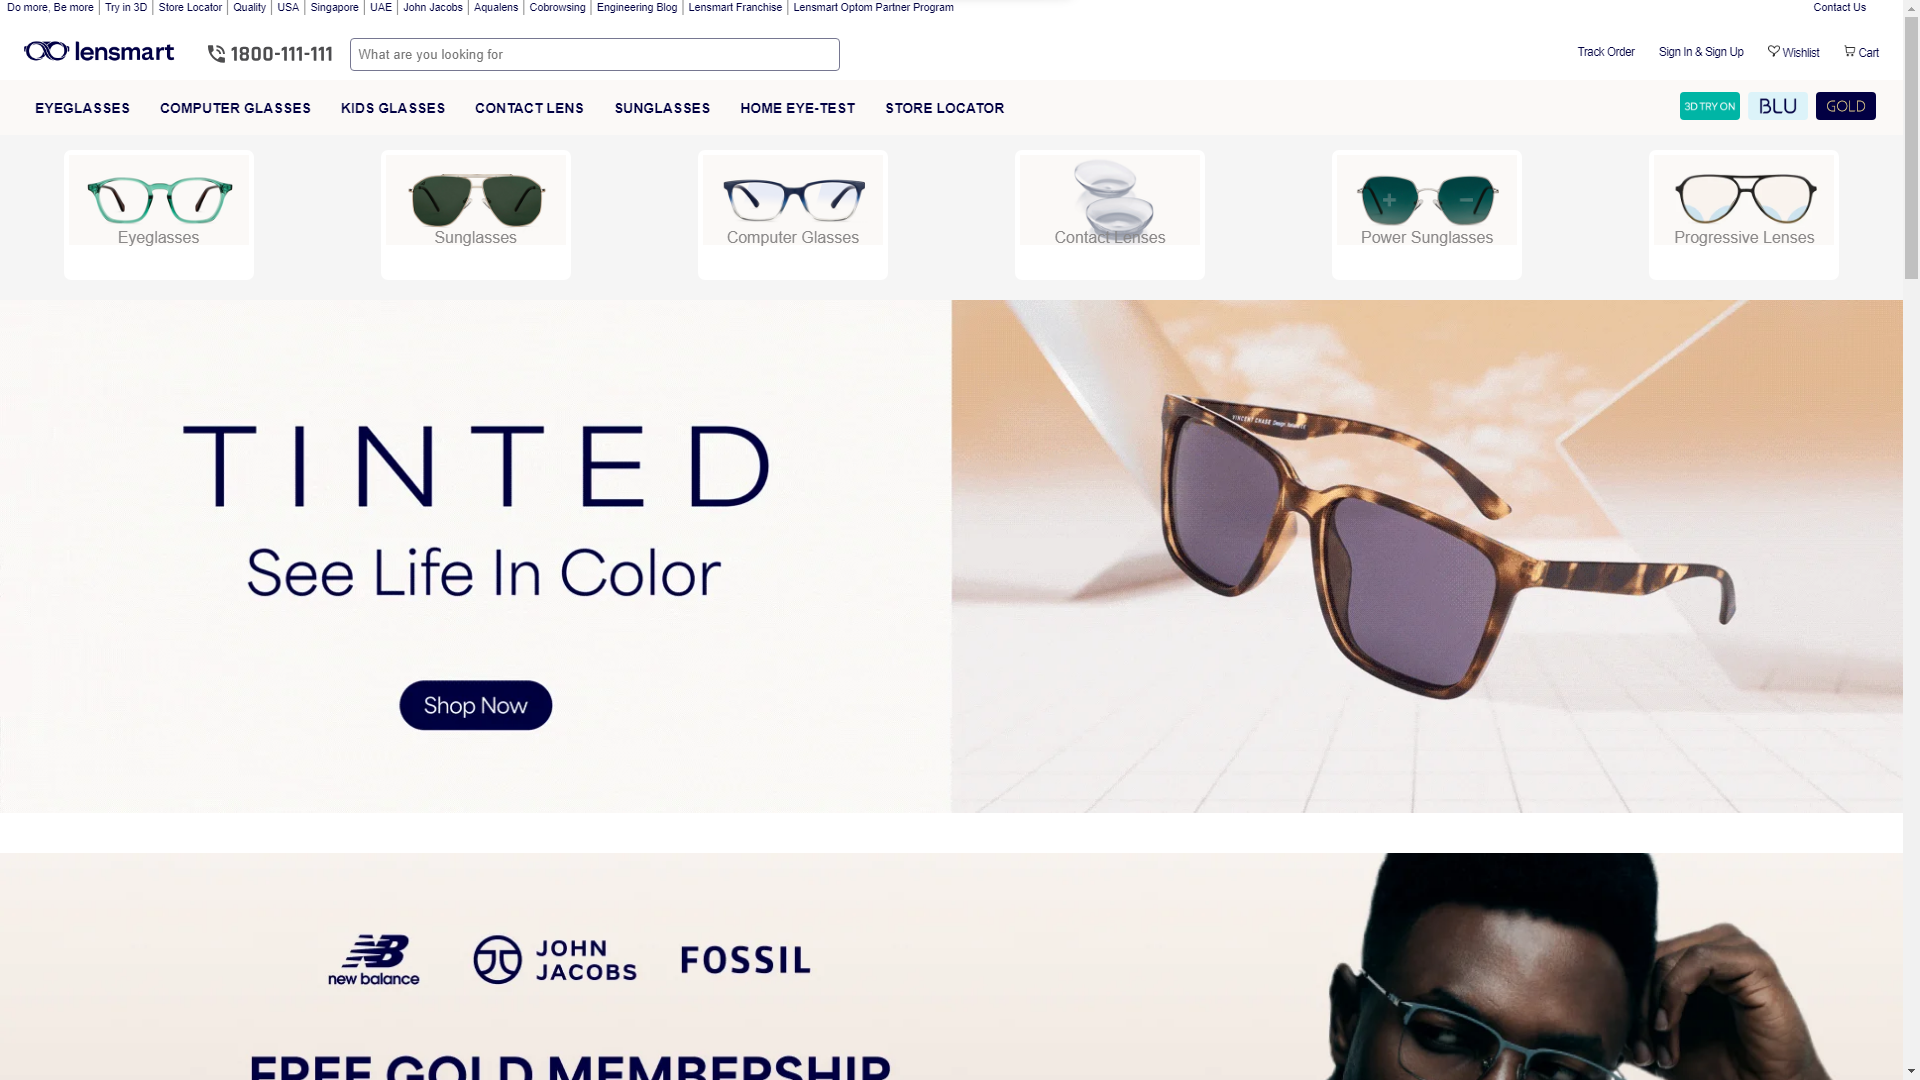 Do more, Be more | Try in 3D | Store Locator | Quality | USA | Singapore | UAE | John Jacobs | Aqualens | Cobrowsing | Engineering Blog | Lensmart Franchise | Lensmart Optom Partner Program
Contact Us
lensmart
1800-111-111
What are you looking for
Track Order
Sign In & Sign Up
Wishlist
Cart
EYEGLASSES
COMPUTER GLASSES
KIDS GLASSES
CONTACT LENS
SUNGLASSES
HOME EYE-TEST
STORE LOCATOR
3D TRY ON
BLU
GOLD
Eyeglasses
Sunglasses
Computer Glasses
Contact Lenses
Power Sunglasses
Progressive Lenses
TINTED
See Life In Color
Shop Now
VINCENT CHASE
new balance
JOHN
JACOBS
FOSSIL
FREE GOLD MEMBERSHIP